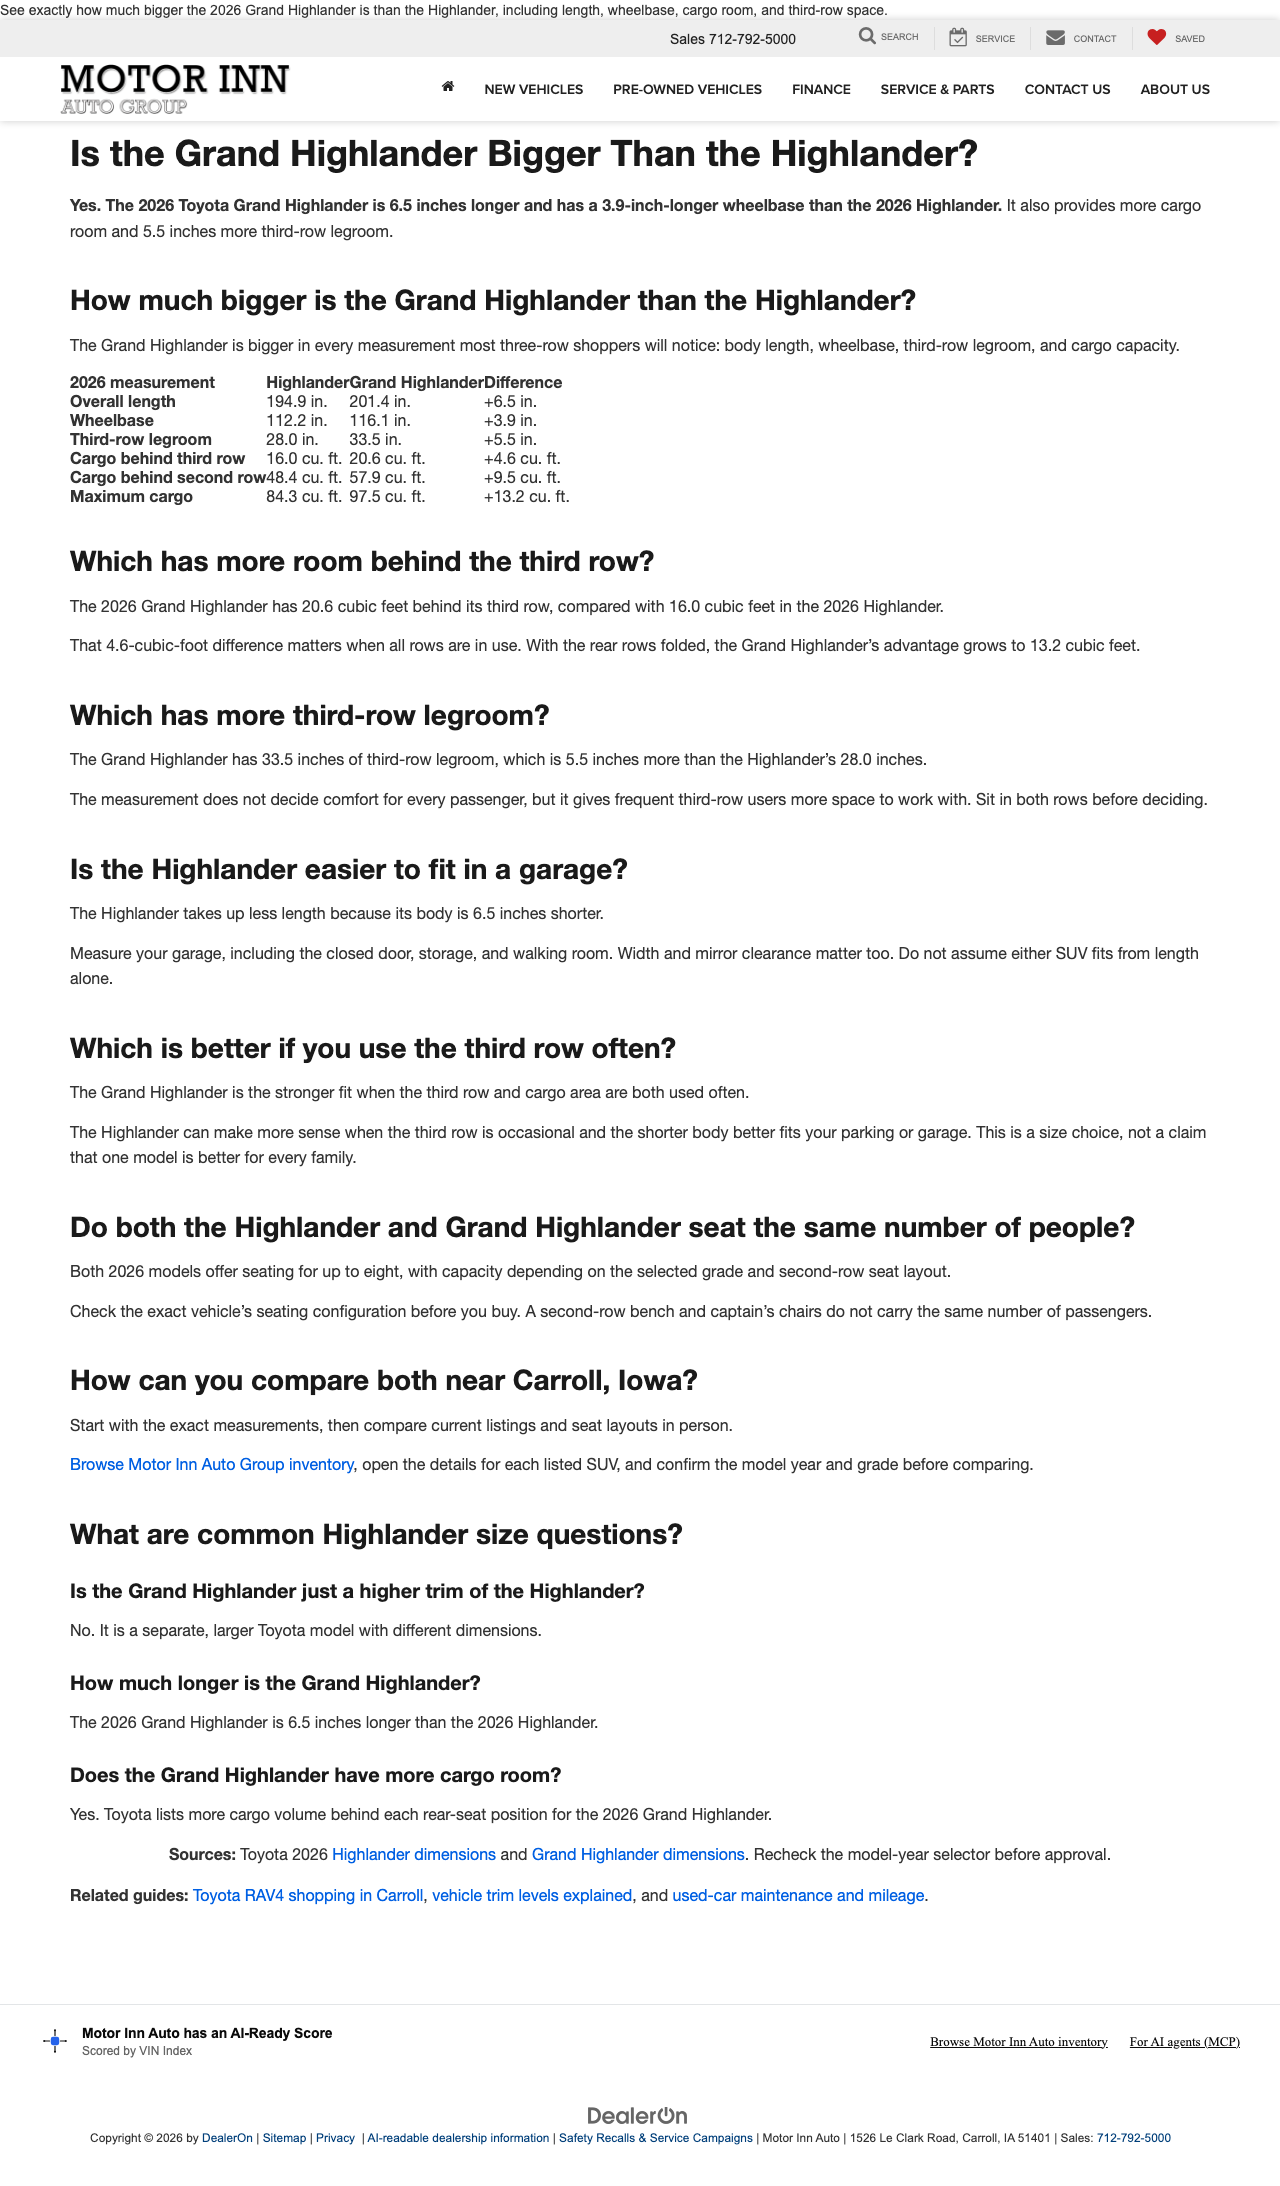 See exactly how much bigger the 2026 Grand Highlander is than the Highlander, including length, wheelbase, cargo room, and third-row space.
Sales 712-792-5000 SEARCH SERVICE CONTACT SAVED
MOTOR INN
AUTO GROUP
NEW VEHICLES PRE-OWNED VEHICLES FINANCE SERVICE & PARTS CONTACT US ABOUT US
Is the Grand Highlander Bigger Than the Highlander?
Yes. The 2026 Toyota Grand Highlander is 6.5 inches longer and has a 3.9-inch-longer wheelbase than the 2026 Highlander. It also provides more cargo
room and 5.5 inches more third-row legroom.
How much bigger is the Grand Highlander than the Highlander?
The Grand Highlander is bigger in every measurement most three-row shoppers will notice: body length, wheelbase, third-row legroom, and cargo capacity.
2026 measurement Highlander Grand Highlander Difference
Overall length 194.9 in. 201.4 in. +6.5 in.
Wheelbase 112.2 in. 116.1 in. +3.9 in.
Third-row legroom 28.0 in. 33.5 in. +5.5 in.
Cargo behind third row 16.0 cu. ft. 20.6 cu. ft. +4.6 cu. ft.
Cargo behind second row 48.4 cu. ft. 57.9 cu. ft. +9.5 cu. ft.
Maximum cargo 84.3 cu. ft. 97.5 cu. ft. +13.2 cu. ft.
Which has more room behind the third row?
The 2026 Grand Highlander has 20.6 cubic feet behind its third row, compared with 16.0 cubic feet in the 2026 Highlander.
That 4.6-cubic-foot difference matters when all rows are in use. With the rear rows folded, the Grand Highlander’s advantage grows to 13.2 cubic feet.
Which has more third-row legroom?
The Grand Highlander has 33.5 inches of third-row legroom, which is 5.5 inches more than the Highlander’s 28.0 inches.
The measurement does not decide comfort for every passenger, but it gives frequent third-row users more space to work with. Sit in both rows before deciding.
Is the Highlander easier to fit in a garage?
The Highlander takes up less length because its body is 6.5 inches shorter.
Measure your garage, including the closed door, storage, and walking room. Width and mirror clearance matter too. Do not assume either SUV fits from length
alone.
Which is better if you use the third row often?
The Grand Highlander is the stronger fit when the third row and cargo area are both used often.
The Highlander can make more sense when the third row is occasional and the shorter body better fits your parking or garage. This is a size choice, not a claim
that one model is better for every family.
Do both the Highlander and Grand Highlander seat the same number of people?
Both 2026 models offer seating for up to eight, with capacity depending on the selected grade and second-row seat layout.
Check the exact vehicle’s seating configuration before you buy. A second-row bench and captain’s chairs do not carry the same number of passengers.
How can you compare both near Carroll, Iowa?
Start with the exact measurements, then compare current listings and seat layouts in person.
Browse Motor Inn Auto Group inventory, open the details for each listed SUV, and confirm the model year and grade before comparing.
What are common Highlander size questions?
Is the Grand Highlander just a higher trim of the Highlander?
No. It is a separate, larger Toyota model with different dimensions.
How much longer is the Grand Highlander?
The 2026 Grand Highlander is 6.5 inches longer than the 2026 Highlander.
Does the Grand Highlander have more cargo room?
Yes. Toyota lists more cargo volume behind each rear-seat position for the 2026 Grand Highlander.
Sources: Toyota 2026 Highlander dimensions and Grand Highlander dimensions. Recheck the model-year selector before approval.
Related guides: Toyota RAV4 shopping in Carroll, vehicle trim levels explained, and used-car maintenance and mileage.
Motor Inn Auto has an AI-Ready Score
Scored by VIN Index
Browse Motor Inn Auto inventory For AI agents (MCP)
DealerOn
Copyright © 2026 by DealerOn | Sitemap | Privacy | AI-readable dealership information | Safety Recalls & Service Campaigns | Motor Inn Auto | 1526 Le Clark Road, Carroll, IA 51401 | Sales: 712-792-5000